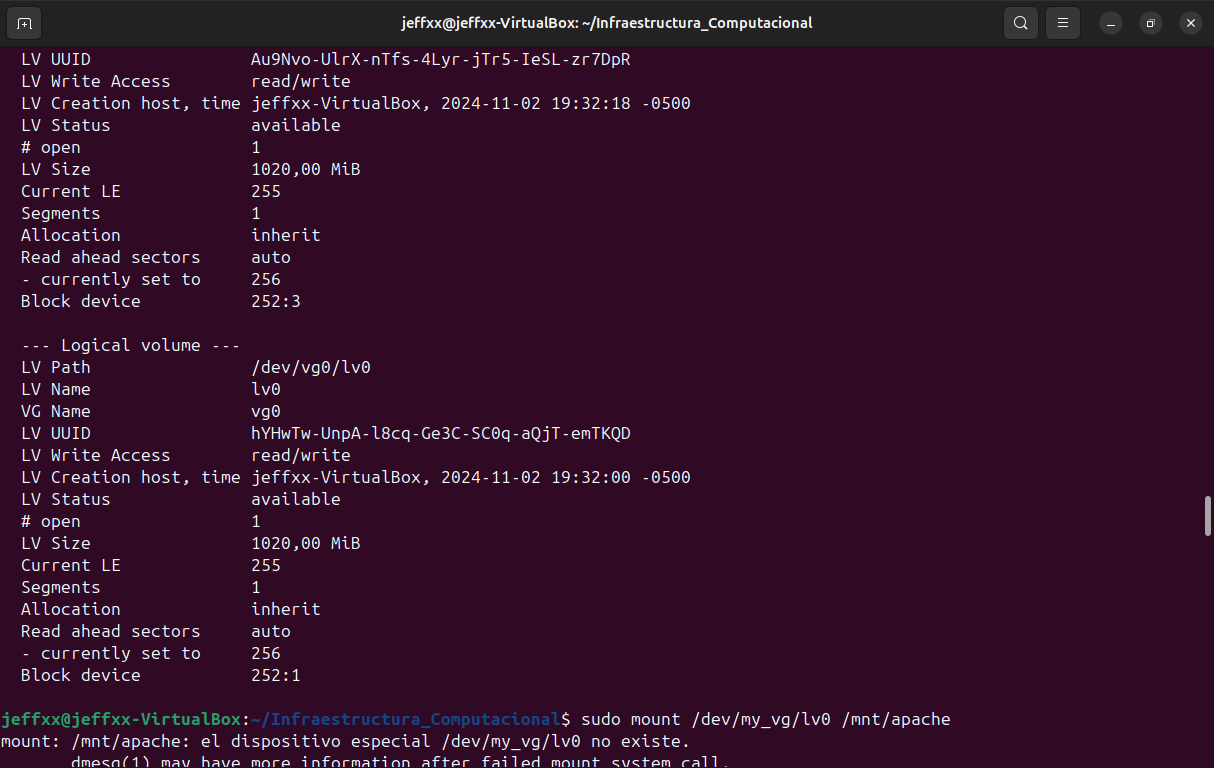 jeffxx@jeffxx-VirtualBox: ~/Infraestructura_Computacional
LV UUID Au9Nvo-UlrX-nTfs-4Lyr-jTr5-IeSL-zr7DpR
LV Write Access read/write
LV Creation host, time jeffxx-VirtualBox, 2024-11-02 19:32:18 -0500
LV Status available
# open 1
LV Size 1020,00 MiB
Current LE 255
Segments 1
Allocation inherit
Read ahead sectors auto
- currently set to 256
Block device 252:3
--- Logical volume ---
LV Path /dev/vg0/lv0
LV Name lv0
VG Name vg0
LV UUID hYHwTw-UnpA-l8cq-Ge3C-SC0q-aQjT-emTKQD
LV Write Access read/write
LV Creation host, time jeffxx-VirtualBox, 2024-11-02 19:32:00 -0500
LV Status available
# open 1
LV Size 1020,00 MiB
Current LE 255
Segments 1
Allocation inherit
Read ahead sectors auto
- currently set to 256
Block device 252:1
jeffxx@jeffxx-VirtualBox:~/Infraestructura_Computacional$ sudo mount /dev/my_vg/lv0 /mnt/apache
mount: /mnt/apache: el dispositivo especial /dev/my_vg/lv0 no existe.
dmesg(1) may have more information after failed mount system call.